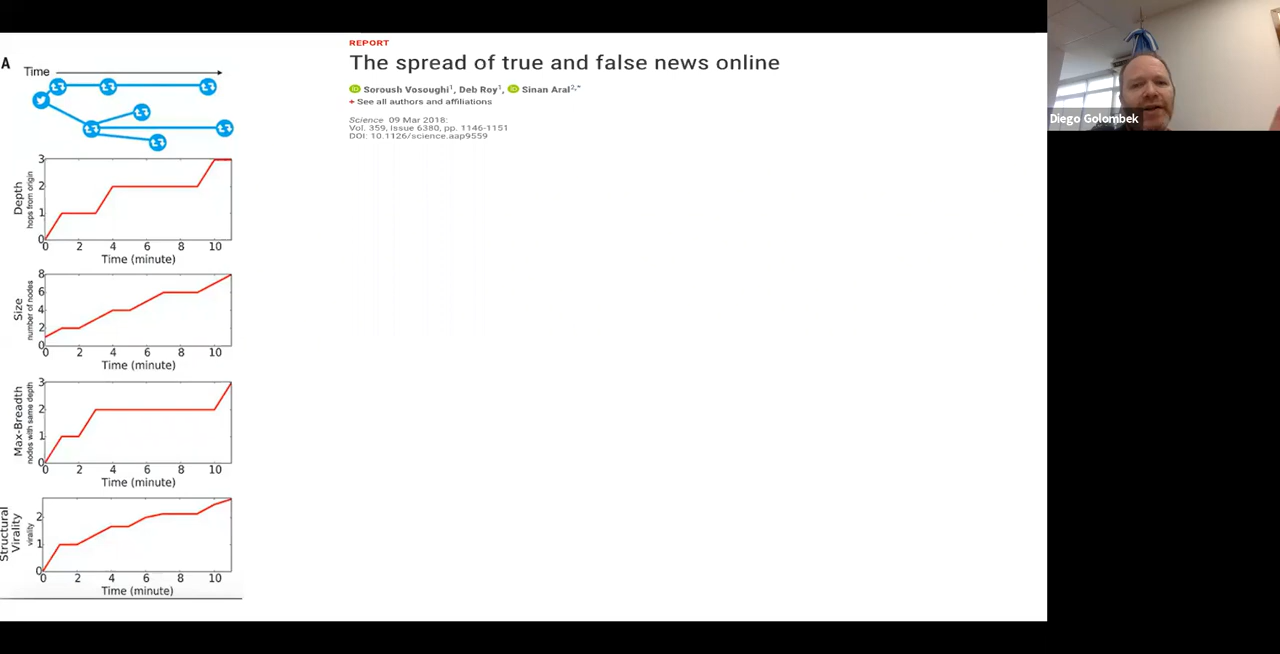 A
Time
3
2
1
0
Depth
hops from origin
0 2 4 6 8 10
Time (minute)
8
6
4
2
0
Size
number of nodes
0 2 4 6 8 10
Time (minute)
3
2
1
0
Max-Breadth
nodes with same depth
0 2 4 6 8 10
Time (minute)
2
1
0
Structural
Virality
virality
0 2 4 6 8 10
Time (minute)
REPORT
The spread of true and false news online
iD Soroush Vosoughi1, Deb Roy1, iD Sinan Aral2,*
+ See all authors and affiliations
Science 09 Mar 2018:
Vol. 359, Issue 6380, pp. 1146-1151
DOI: 10.1126/science.aap9559
Diego Golombek